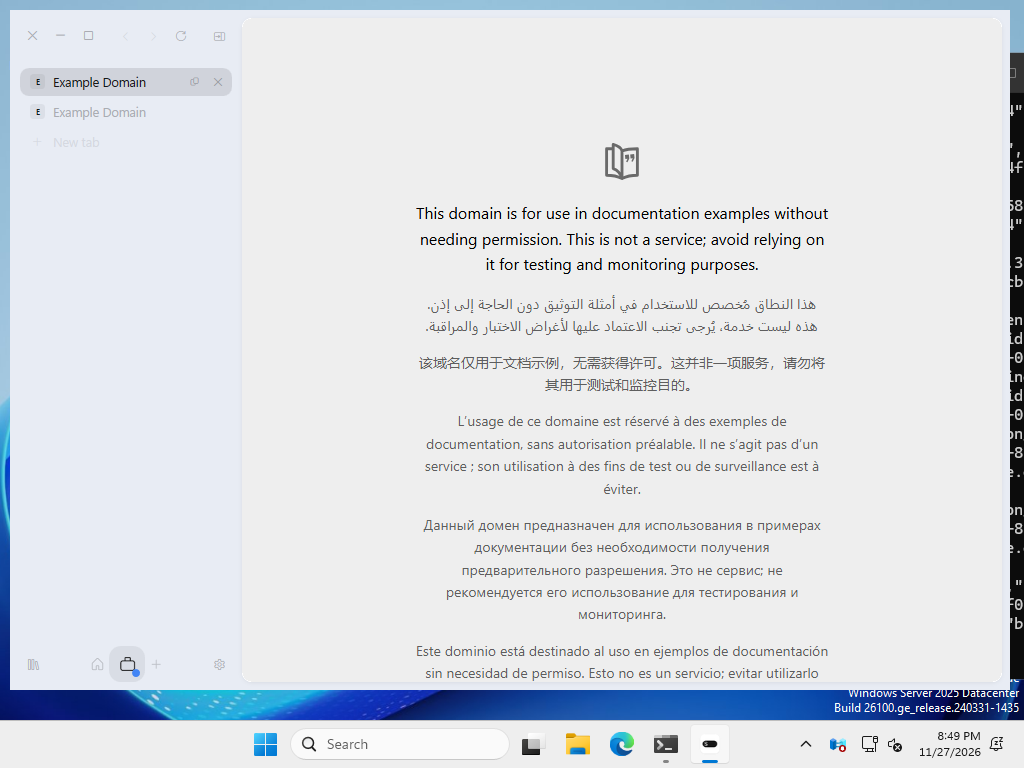 E Example Domain
E Example Domain
+ New tab
This domain is for use in documentation examples without
needing permission. This is not a service; avoid relying on
it for testing and monitoring purposes.
هذا النطاق مُخصص للاستخدام في أمثلة التوثيق دون الحاجة إلى إذن.
هذه ليست خدمة، يُرجى تجنب الاعتماد عليها لأغراض الاختبار والمراقبة.
该域名仅用于文档示例，无需获得许可。这并非一项服务，请勿将
其用于测试和监控目的。
L’usage de ce domaine est réservé à des exemples de
documentation, sans autorisation préalable. Il ne s’agit pas d’un
service ; son utilisation à des fins de test ou de surveillance est à
éviter.
Данный домен предназначен для использования в примерах
документации без необходимости получения
предварительного разрешения. Это не сервис; не
рекомендуется его использование для тестирования и
мониторинга.
Este dominio está destinado al uso en ejemplos de documentación
sin necesidad de permiso. Esto no es un servicio; evitar utilizarlo
Windows Server 2025 Datacenter
Build 26100.ge_release.240331-1435
Search
8:49 PM
11/27/2026